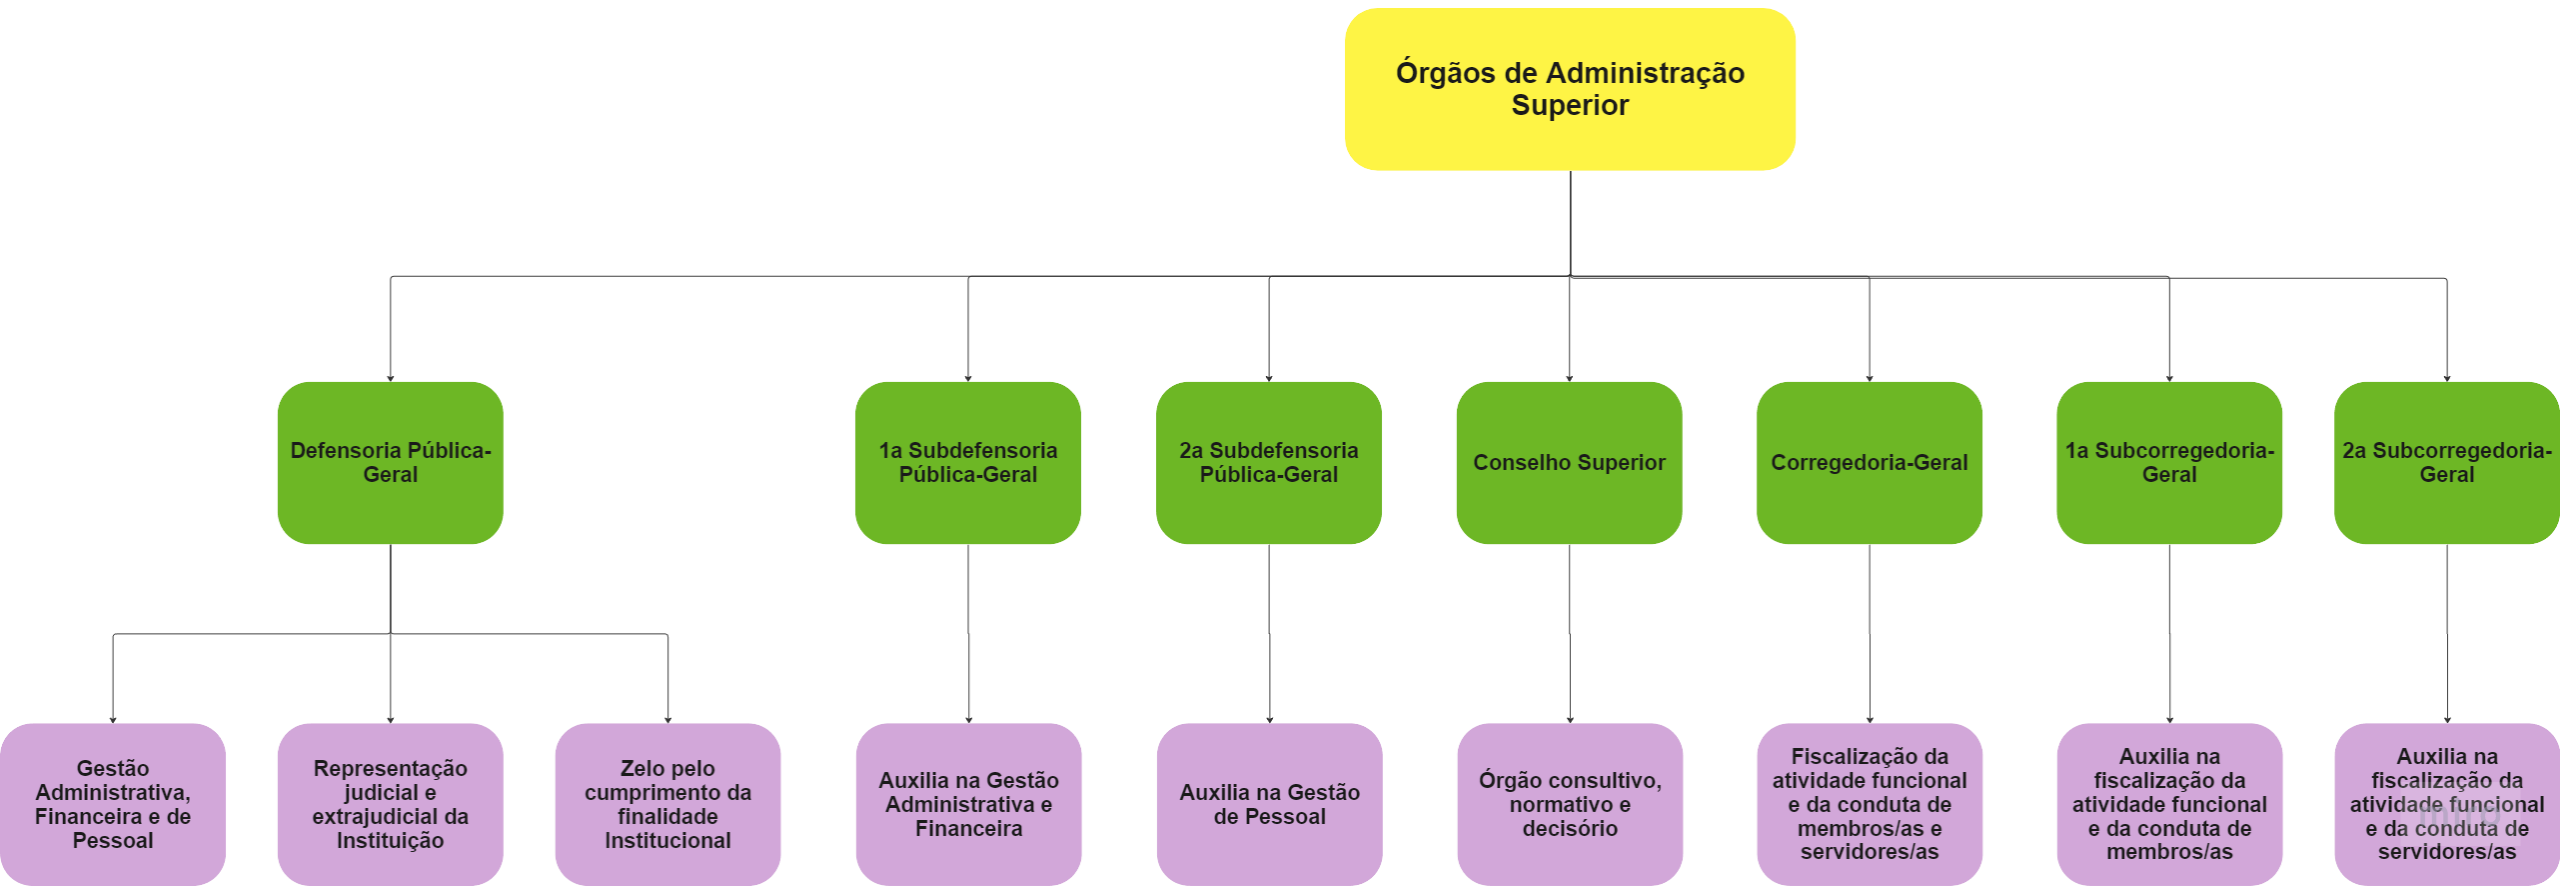 Órgãos de Administração
Superior
Defensoria Pública-
Geral
1a Subdefensoria
Pública-Geral
2a Subdefensoria
Pública-Geral
Conselho Superior
Corregedoria-Geral
1a Subcorregedoria-
Geral
2a Subcorregedoria-
Geral
Gestão
Administrativa,
Financeira e de
Pessoal
Representação
judicial e
extrajudicial da
Instituição
Zelo pelo
cumprimento da
finalidade
Institucional
Auxilia na Gestão
Administrativa e
Financeira
Auxilia na Gestão
de Pessoal
Órgão consultivo,
normativo e
decisório
Fiscalização da
atividade funcional
e da conduta de
membros/as e
servidores/as
Auxilia na
fiscalização da
atividade funcional
e da conduta de
membros/as
Auxilia na
fiscalização da
atividade funcional
e da conduta de
servidores/as
miro